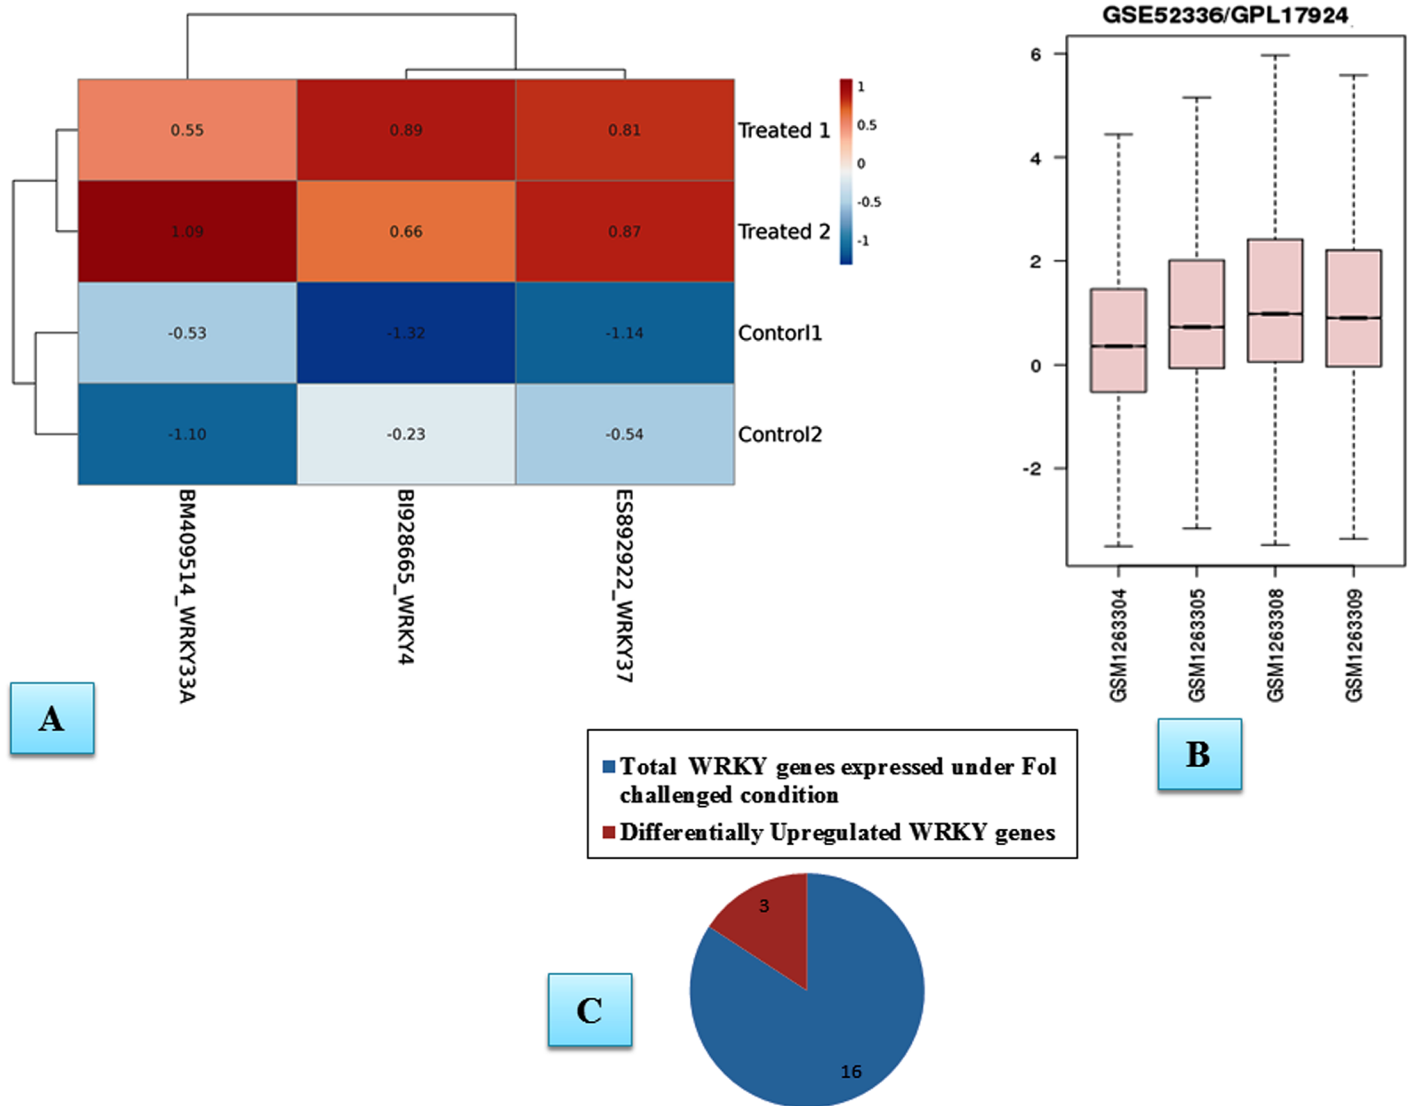 GSE52336/GPL17924
0.55 0.89 0.81 Treated 1
1.09 0.66 0.87 Treated 2
-0.53 -1.32 -1.14 Contorl1
-1.10 -0.23 -0.54 Control2
BM409514_WRKY33A
BI928665_WRKY4
ES892922_WRKY37
1
0.5
0
-0.5
-1
A
6
4
2
0
-2
GSM1263304
GSM1263305
GSM1263308
GSM1263309
B
Total WRKY genes expressed under Fol
challenged condition
Differentially Upregulated WRKY genes
3
16
C